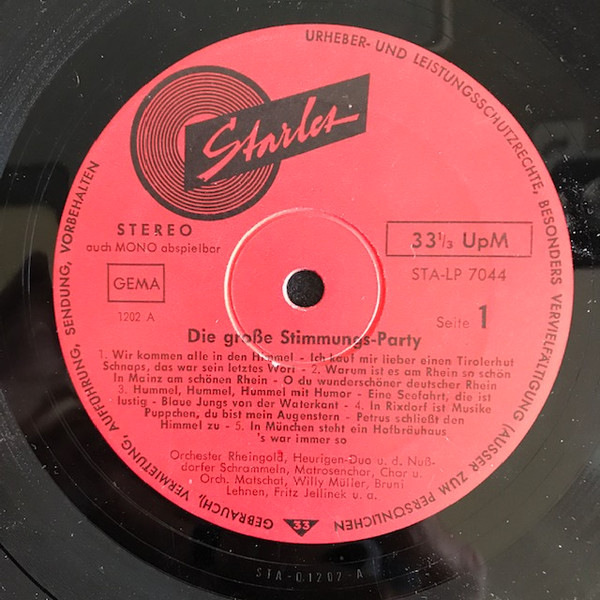 URHEBER- UND LEISTUNGSSCHUTZRECHTE, BESONDERS VERVIELFÄLTIGUNG (AUSSER ZUM PERSÖNLICHEN GEBRAUCH), VERMIETUNG, AUFFÜHRUNG, SENDUNG, VORBEHALTEN
Starlet
STEREO
auch MONO abspielbar
GEMA
1202 A
33 1/3 UpM
STA-LP 7044
Seite 1
Die große Stimmungs-Party
1. Wir kommen alle in den Himmel - Ich kauf mir lieber einen Tirolerhut
Schnaps, das war sein letztes Wort - 2. Warum ist es am Rhein so schön
In Mainz am schönen Rhein - O du wunderschöner deutscher Rhein
3. Hummel, Hummel, Hummel mit Humor - Eine Seefahrt, die ist
lustig - Blaue Jungs von der Waterkant - 4. In Rixdorf ist Musike
Puppchen, du bist mein Augenstern - Petrus schließt den
Himmel zu - 5. In München steht ein Hofbräuhaus
's war immer so
Orchester Rheingold, Heurigen-Duo u. d. Nuß-
dorfer Schrammeln, Matrosenchor, Chor u.
Orch. Matschat, Willy Müller, Bruni
Lehnen, Fritz Jellinek u. a.
33
STA-01202-A